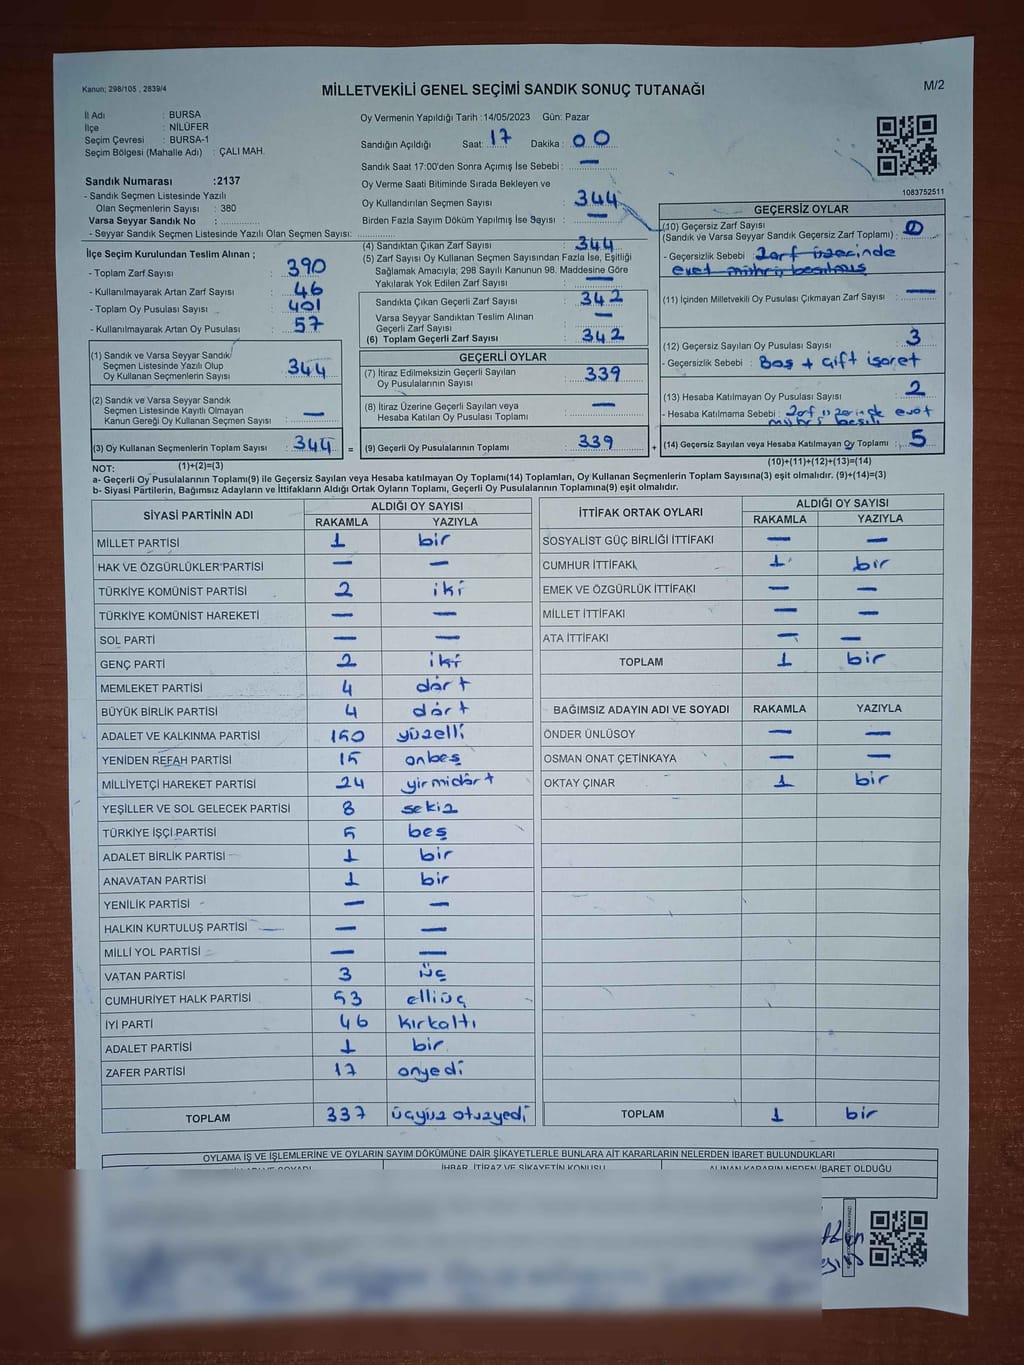 Kanun; 298/105 , 2839/4
MİLLETVEKİLİ GENEL SEÇİMİ SANDIK SONUÇ TUTANAĞI
M/2
İl Adı : BURSA
İlçe : NİLÜFER
Seçim Çevresi : BURSA-1
Seçim Bölgesi (Mahalle Adı) : ÇALI MAH.
Sandık Numarası :2137
- Sandık Seçmen Listesinde Yazılı
Olan Seçmenlerin Sayısı : 380
Varsa Seyyar Sandık No :
- Seyyar Sandık Seçmen Listesinde Yazılı Olan Seçmen Sayısı:
Oy Vermenin Yapıldığı Tarih :14/05/2023 Gün: Pazar
Sandığın Açıldığı Saat: 17 Dakika : 00
Sandık Saat 17:00'den Sonra Açımış İse Sebebi : —
Oy Verme Saati Bitiminde Sırada Bekleyen ve
Oy Kullandırılan Seçmen Sayısı : 344
Birden Fazla Sayım Döküm Yapılmış İse Sayısı : —
1083752511
İlçe Seçim Kurulundan Teslim Alınan ;
- Toplam Zarf Sayısı : 390
- Kullanılmayarak Artan Zarf Sayısı : 46
- Toplam Oy Pusulası Sayısı : 401
- Kullanılmayarak Artan Oy Pusulası : 57
(4) Sandıktan Çıkan Zarf Sayısı : 344
(5) Zarf Sayısı Oy Kullanan Seçmen Sayısından Fazla İse, Eşitliği
Sağlamak Amacıyla; 298 Sayılı Kanunun 98. Maddesine Göre
Yakılarak Yok Edilen Zarf Sayısı : —
Sandıkta Çıkan Geçerli Zarf Sayısı : 342
Varsa Seyyar Sandıktan Teslim Alınan
Geçerli Zarf Sayısı : —
(6) Toplam Geçerli Zarf Sayısı : 342
GEÇERSİZ OYLAR
(10) Geçersiz Zarf Sayısı
(Sandık ve Varsa Seyyar Sandık Geçersiz Zarf Toplamı) : 0
- Geçersizlik Sebebi : Zarf üzerinde
evet mührü basılmış
(11) İçinden Milletvekili Oy Pusulası Çıkmayan Zarf Sayısı : —
(12) Geçersiz Sayılan Oy Pusulası Sayısı : 3
- Geçersizlik Sebebi : Boş + Çift işaret
(13) Hesaba Katılmayan Oy Pusulası Sayısı : 2
- Hesaba Katılmama Sebebi : Zarf üzerinde evet
(14) Geçersiz Sayılan veya Hesaba Katılmayan Oy Toplamı : 5
(10)+(11)+(12)+(13)=(14)
(1) Sandık ve Varsa Seyyar Sandık
Seçmen Listesinde Yazılı Olup
Oy Kullanan Seçmenlerin Sayısı : 344
(2) Sandık ve Varsa Seyyar Sandık
Seçmen Listesinde Kayıtlı Olmayan
Kanun Gereği Oy Kullanan Seçmen Sayısı : —
(3) Oy Kullanan Seçmenlerin Toplam Sayısı : 344 =
(1)+(2)=(3)
GEÇERLİ OYLAR
(7) İtiraz Edilmeksizin Geçerli Sayılan
Oy Pusulalarının Sayısı : 339
(8) İtiraz Üzerine Geçerli Sayılan veya
Hesaba Katılan Oy Pusulası Toplamı : —
(9) Geçerli Oy Pusulalarının Toplamı : 339 +
NOT:
a- Geçerli Oy Pusulalarının Toplamı(9) ile Geçersiz Sayılan veya Hesaba katılmayan Oy Toplamı(14) Toplamları, Oy Kullanan Seçmenlerin Toplam Sayısına(3) eşit olmalıdır. (9)+(14)=(3)
b- Siyasi Partilerin, Bağımsız Adayların ve İttifakların Aldığı Ortak Oyların Toplamı, Geçerli Oy Pusulalarının Toplamına(9) eşit olmalıdır.
SİYASİ PARTİNİN ADI ALDIĞI OY SAYISI
RAKAMLA YAZIYLA
MİLLET PARTİSİ 1 bir
HAK VE ÖZGÜRLÜKLER PARTİSİ — —
TÜRKİYE KOMÜNİST PARTİSİ 2 iki
TÜRKİYE KOMÜNİST HAREKETİ — —
SOL PARTİ — —
GENÇ PARTİ 2 iki
MEMLEKET PARTİSİ 4 dört
BÜYÜK BİRLİK PARTİSİ 4 dört
ADALET VE KALKINMA PARTİSİ 150 yüzelli
YENİDEN REFAH PARTİSİ 15 onbeş
MİLLİYETÇİ HAREKET PARTİSİ 24 yirmidört
YEŞİLLER VE SOL GELECEK PARTİSİ 8 sekiz
TÜRKİYE İŞÇİ PARTİSİ 5 beş
ADALET BİRLİK PARTİSİ 1 bir
ANAVATAN PARTİSİ 1 bir
YENİLİK PARTİSİ — —
HALKIN KURTULUŞ PARTİSİ — —
MİLLİ YOL PARTİSİ — —
VATAN PARTİSİ 3 üç
CUMHURİYET HALK PARTİSİ 53 elliüç
İYİ PARTİ 46 kırkaltı
ADALET PARTİSİ 1 bir
ZAFER PARTİSİ 17 onyedi
TOPLAM 337 üçyüz otuzyedi
İTTİFAK ORTAK OYLARI ALDIĞI OY SAYISI
RAKAMLA YAZIYLA
SOSYALİST GÜÇ BİRLİĞİ İTTİFAKI — —
CUMHUR İTTİFAKI 1 bir
EMEK VE ÖZGÜRLÜK İTTİFAKI — —
MİLLET İTTİFAKI — —
ATA İTTİFAKI — —
TOPLAM 1 bir
BAĞIMSIZ ADAYIN ADI VE SOYADI RAKAMLA YAZIYLA
ÖNDER ÜNLÜSOY — —
OSMAN ONAT ÇETİNKAYA — —
OKTAY ÇINAR 1 bir
TOPLAM 1 bir
OYLAMA İŞ VE İŞLEMLERİNE VE OYLARIN SAYIM DÖKÜMÜNE DAİR ŞİKAYETLERLE BUNLARA AİT KARARLARIN NELERDEN İBARET BULUNDUKLARI
İHBAR, İTİRAZ VE ŞİKAYETİN KONUSU ALINAN KARARIN NEDEN İBARET OLDUĞU